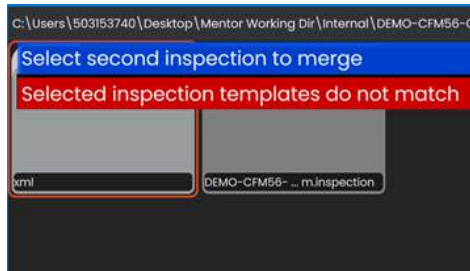 C:\Users\503153740\Desktop\Mentor Working Dir\Internal\DEMO-CFM56-
Select second inspection to merge
Selected inspection templates do not match
xml
DEMO-CFM56- ... m.inspection